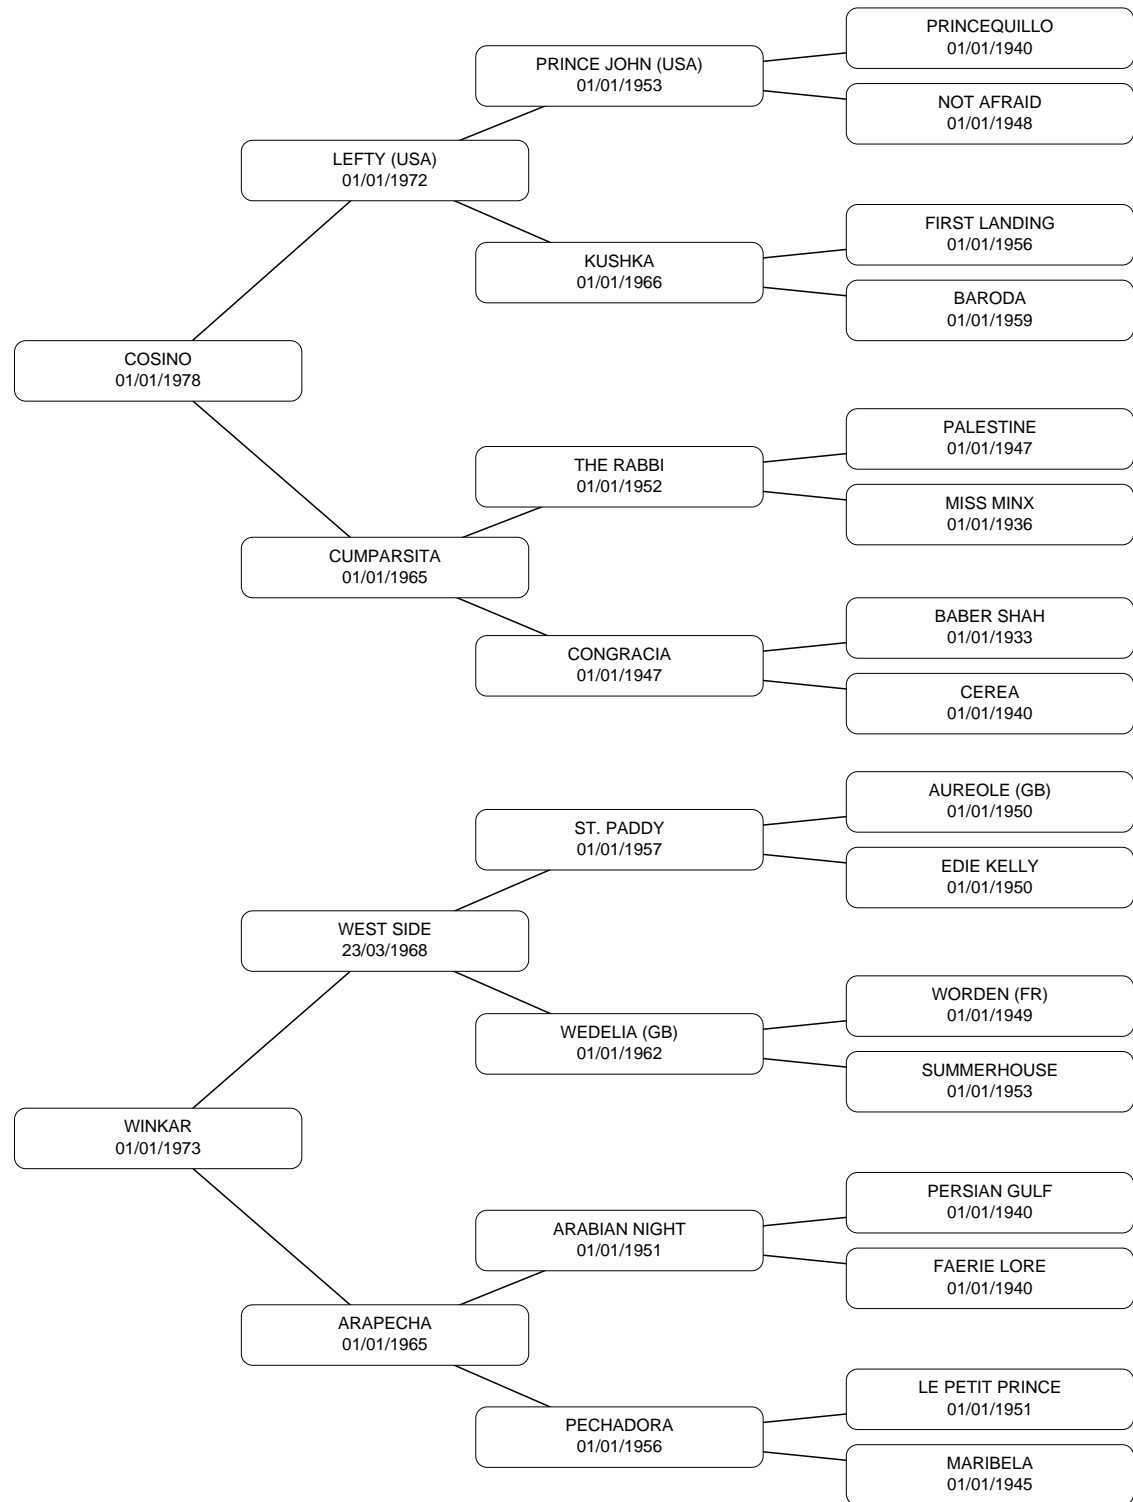 PRINCEQUILLO
01/01/1940
PRINCE JOHN (USA)
01/01/1953
NOT AFRAID
01/01/1948
LEFTY (USA)
01/01/1972
FIRST LANDING
01/01/1956
KUSHKA
01/01/1966
BARODA
01/01/1959
COSINO
01/01/1978
PALESTINE
01/01/1947
THE RABBI
01/01/1952
MISS MINX
01/01/1936
CUMPARSITA
01/01/1965
BABER SHAH
01/01/1933
CONGRACIA
01/01/1947
CEREA
01/01/1940
AUREOLE (GB)
01/01/1950
ST. PADDY
01/01/1957
EDIE KELLY
01/01/1950
WEST SIDE
23/03/1968
WORDEN (FR)
01/01/1949
WEDELIA (GB)
01/01/1962
SUMMERHOUSE
01/01/1953
WINKAR
01/01/1973
PERSIAN GULF
01/01/1940
ARABIAN NIGHT
01/01/1951
FAERIE LORE
01/01/1940
ARAPECHA
01/01/1965
LE PETIT PRINCE
01/01/1951
PECHADORA
01/01/1956
MARIBELA
01/01/1945